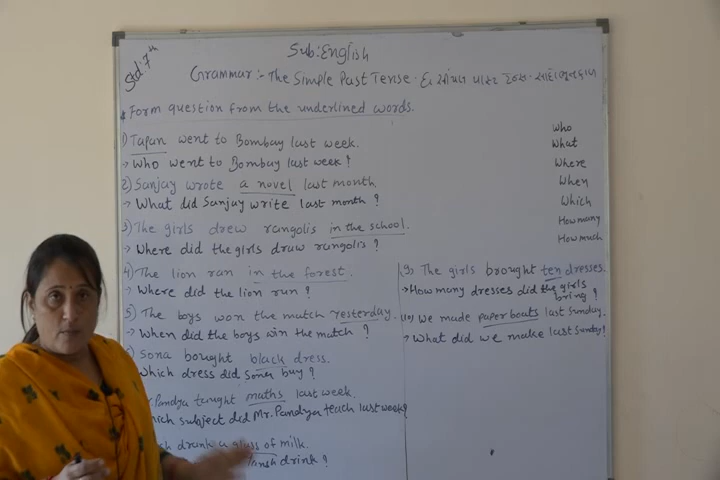 Std: 7th
Sub: English
Grammar :- The Simple Past Tense - ધી સીમ્પલ પાસ્ટ ટેન્સ - સાદો ભૂતકાળ
* Form question from the underlined words.
1) Tapan went to Bombay last week.
→ Who went to Bombay last week?
2) Sanjay wrote a novel last month.
→ What did Sanjay write last month?
3) The girls drew rangolis in the school.
→ Where did the girls draw rangolis?
4) The lion ran in the forest.
→ Where did the lion run?
5) The boys won the match yesterday.
→ When did the boys win the match?
Sona bought black dress.
Which dress did Sona buy?
Pandya taught maths last week.
subject did Mr. Pandya teach last week?
drank a glass of milk.
drink?
Who
What
Where
When
Which
How many
How much
(9) The girls brought ten dresses.
→ How many dresses did the girls
bring?
(10) We made paper boats last sunday.
→ What did we make last sunday?